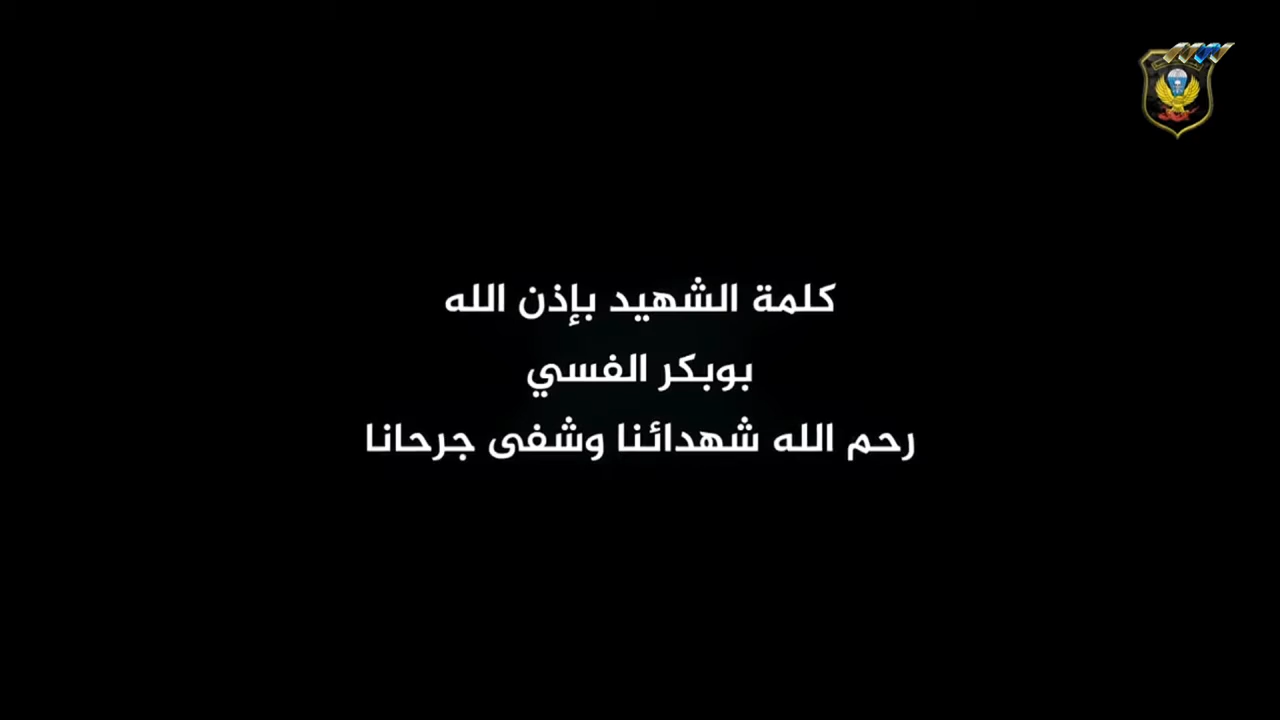 كلمة الشهيد بإذن الله
بوبكر الفسي
رحم الله شهدائنا وشفى جرحانا